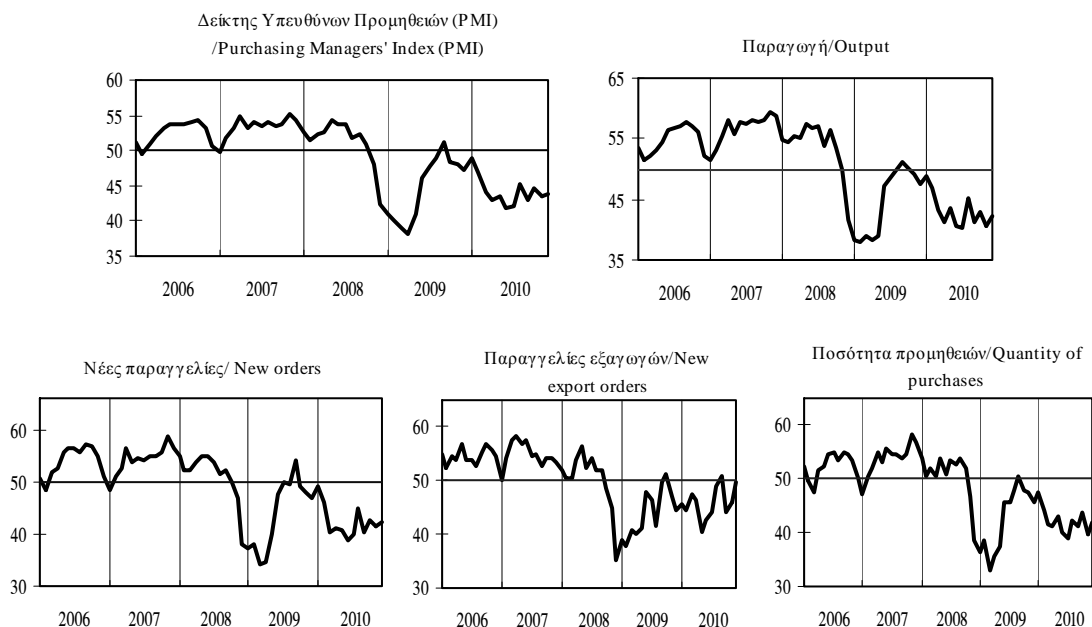 Δείκτης Υπευθύνων Προμηθειών (PMI)
/Purchasing Managers' Index (PMI)
60
55
50
45
40
35
2006 2007 2008 2009 2010
Παραγωγή/Output
65
55
45
35
2006 2007 2008 2009 2010
Νέες παραγγελίες/ New orders
60
50
40
30
2006 2007 2008 2009 2010
Παραγγελίες εξαγωγών/New
export orders
60
50
40
30
2006 2007 2008 2009 2010
Ποσότητα προμηθειών/Quantity of
purchases
60
50
40
30
2006 2007 2008 2009 2010